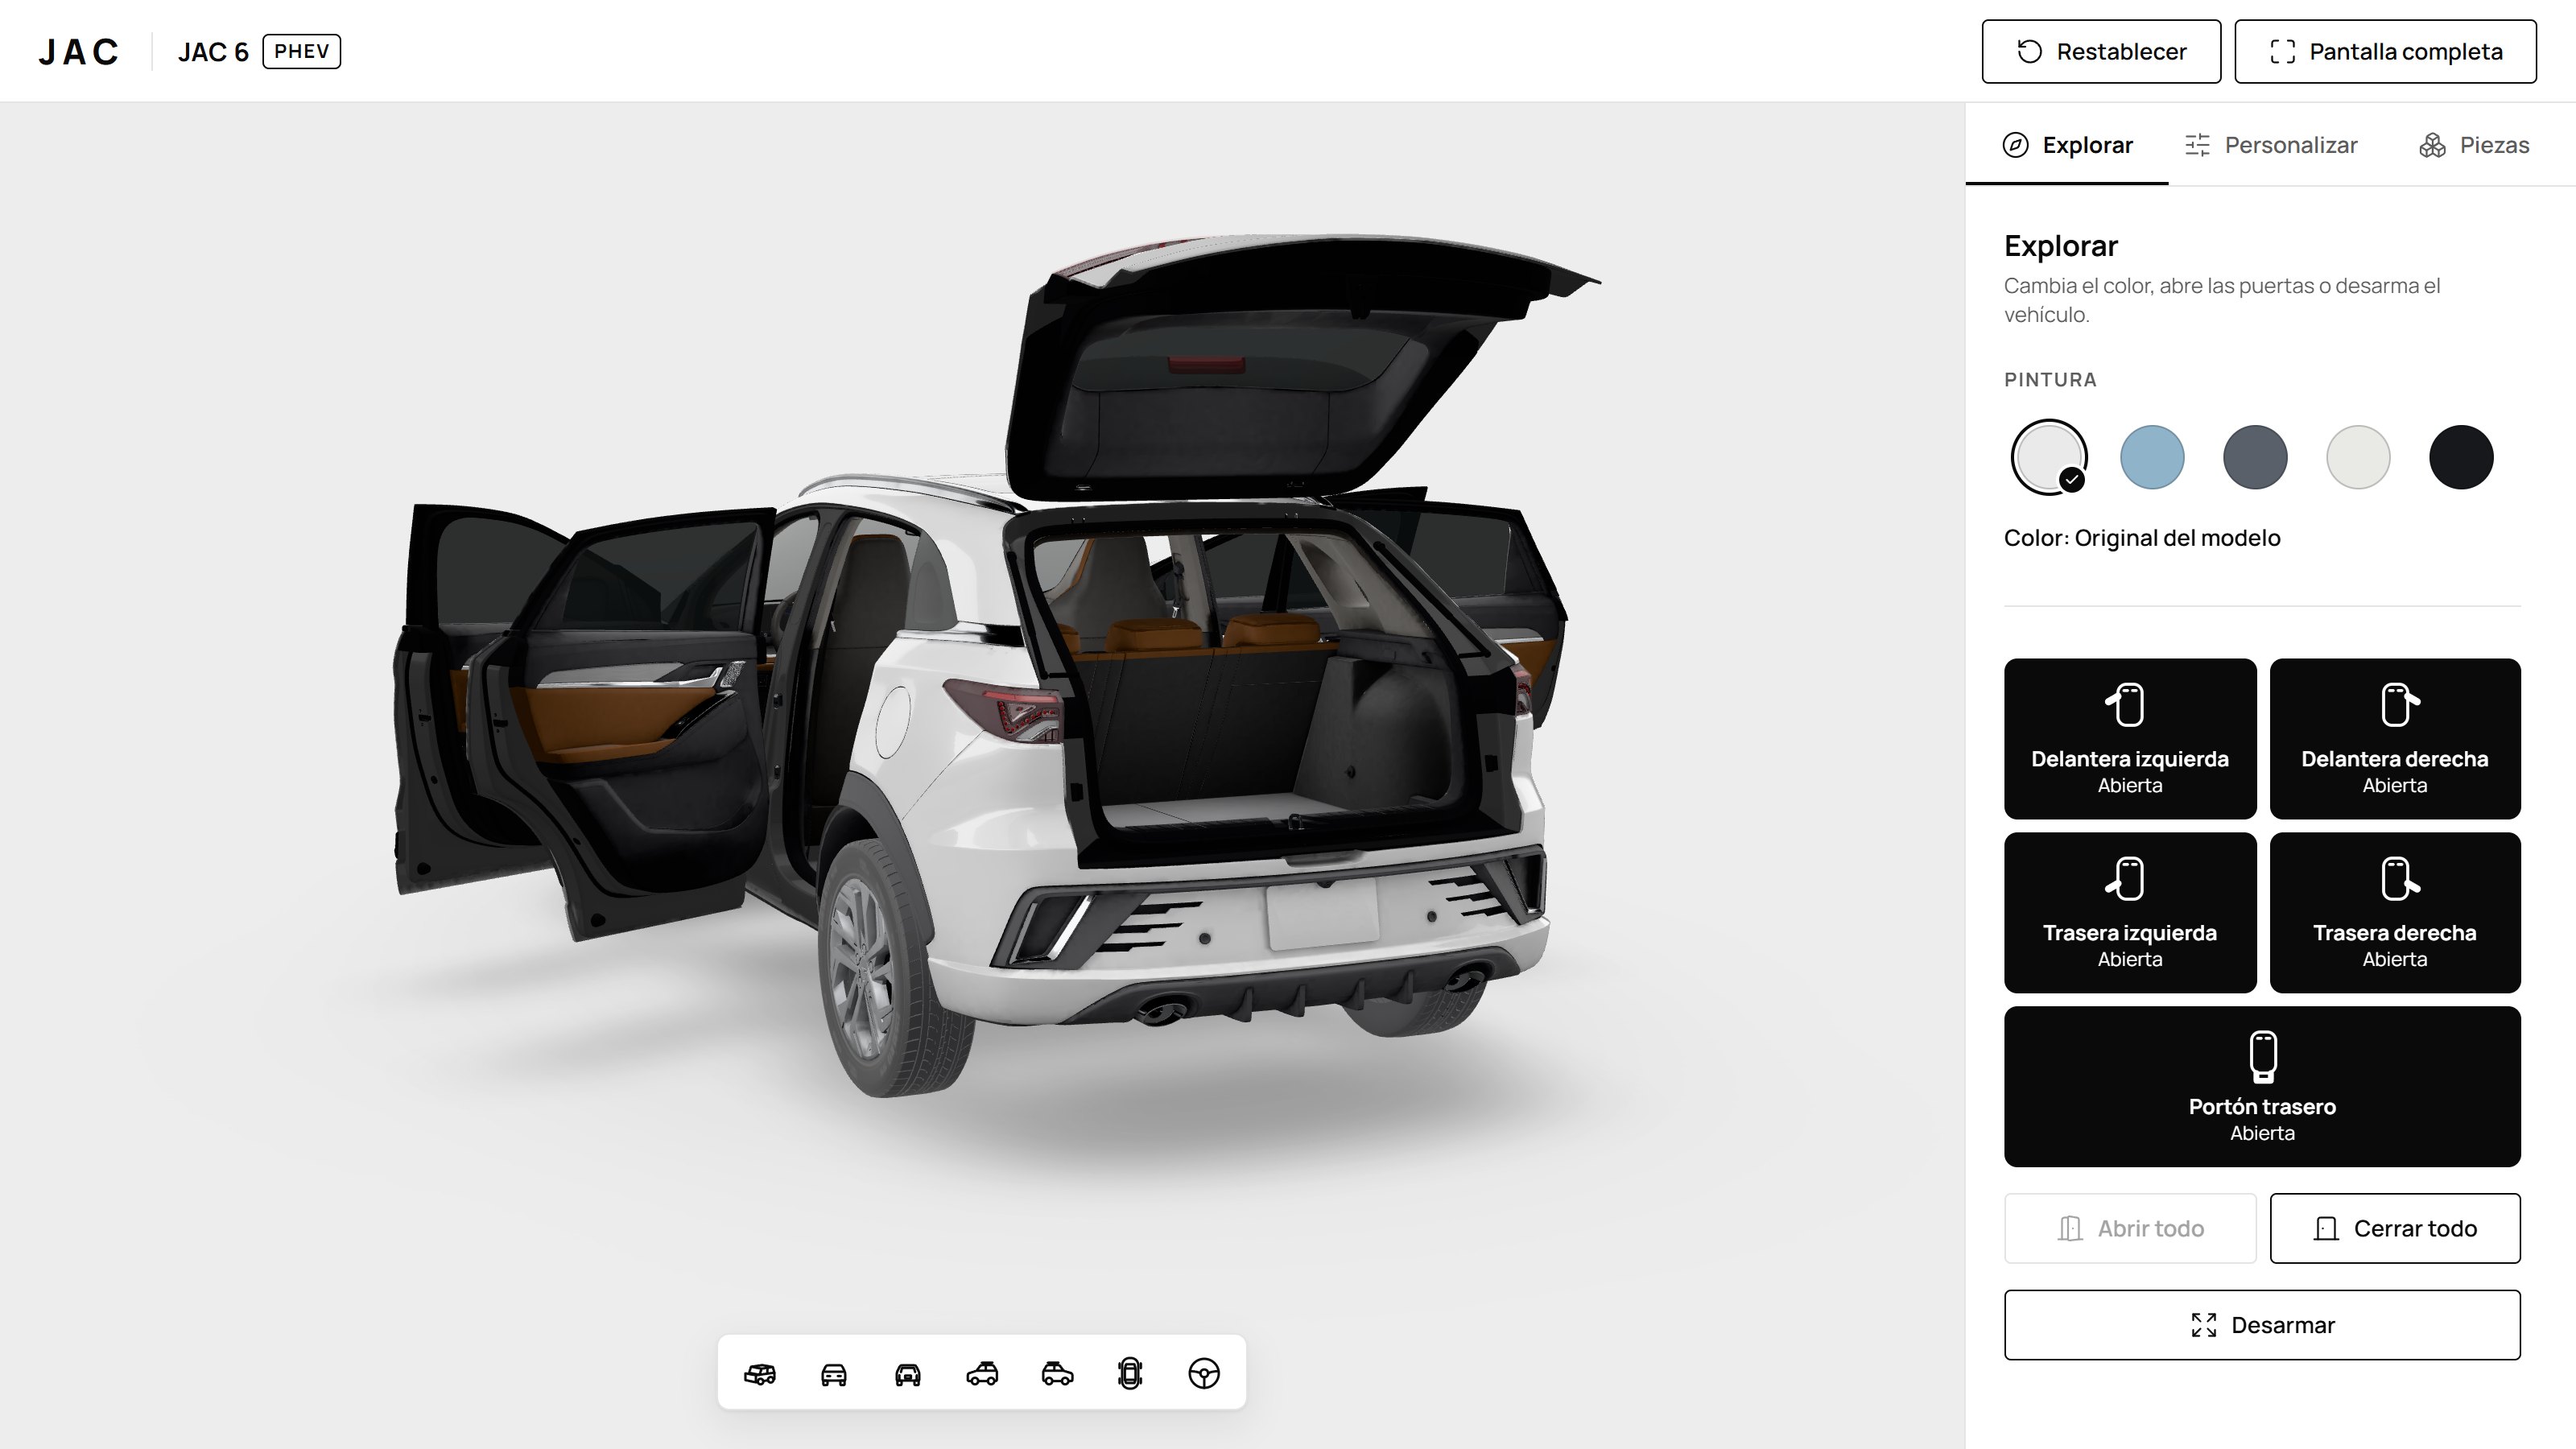 JAC
JAC 6 PHEV
Restablecer
Pantalla completa
Explorar
Personalizar
Piezas
Explorar
Cambia el color, abre las puertas o desarma el
vehículo.
PINTURA
Color: Original del modelo
Delantera izquierda
Abierta
Delantera derecha
Abierta
Trasera izquierda
Abierta
Trasera derecha
Abierta
Portón trasero
Abierta
Abrir todo
Cerrar todo
Desarmar